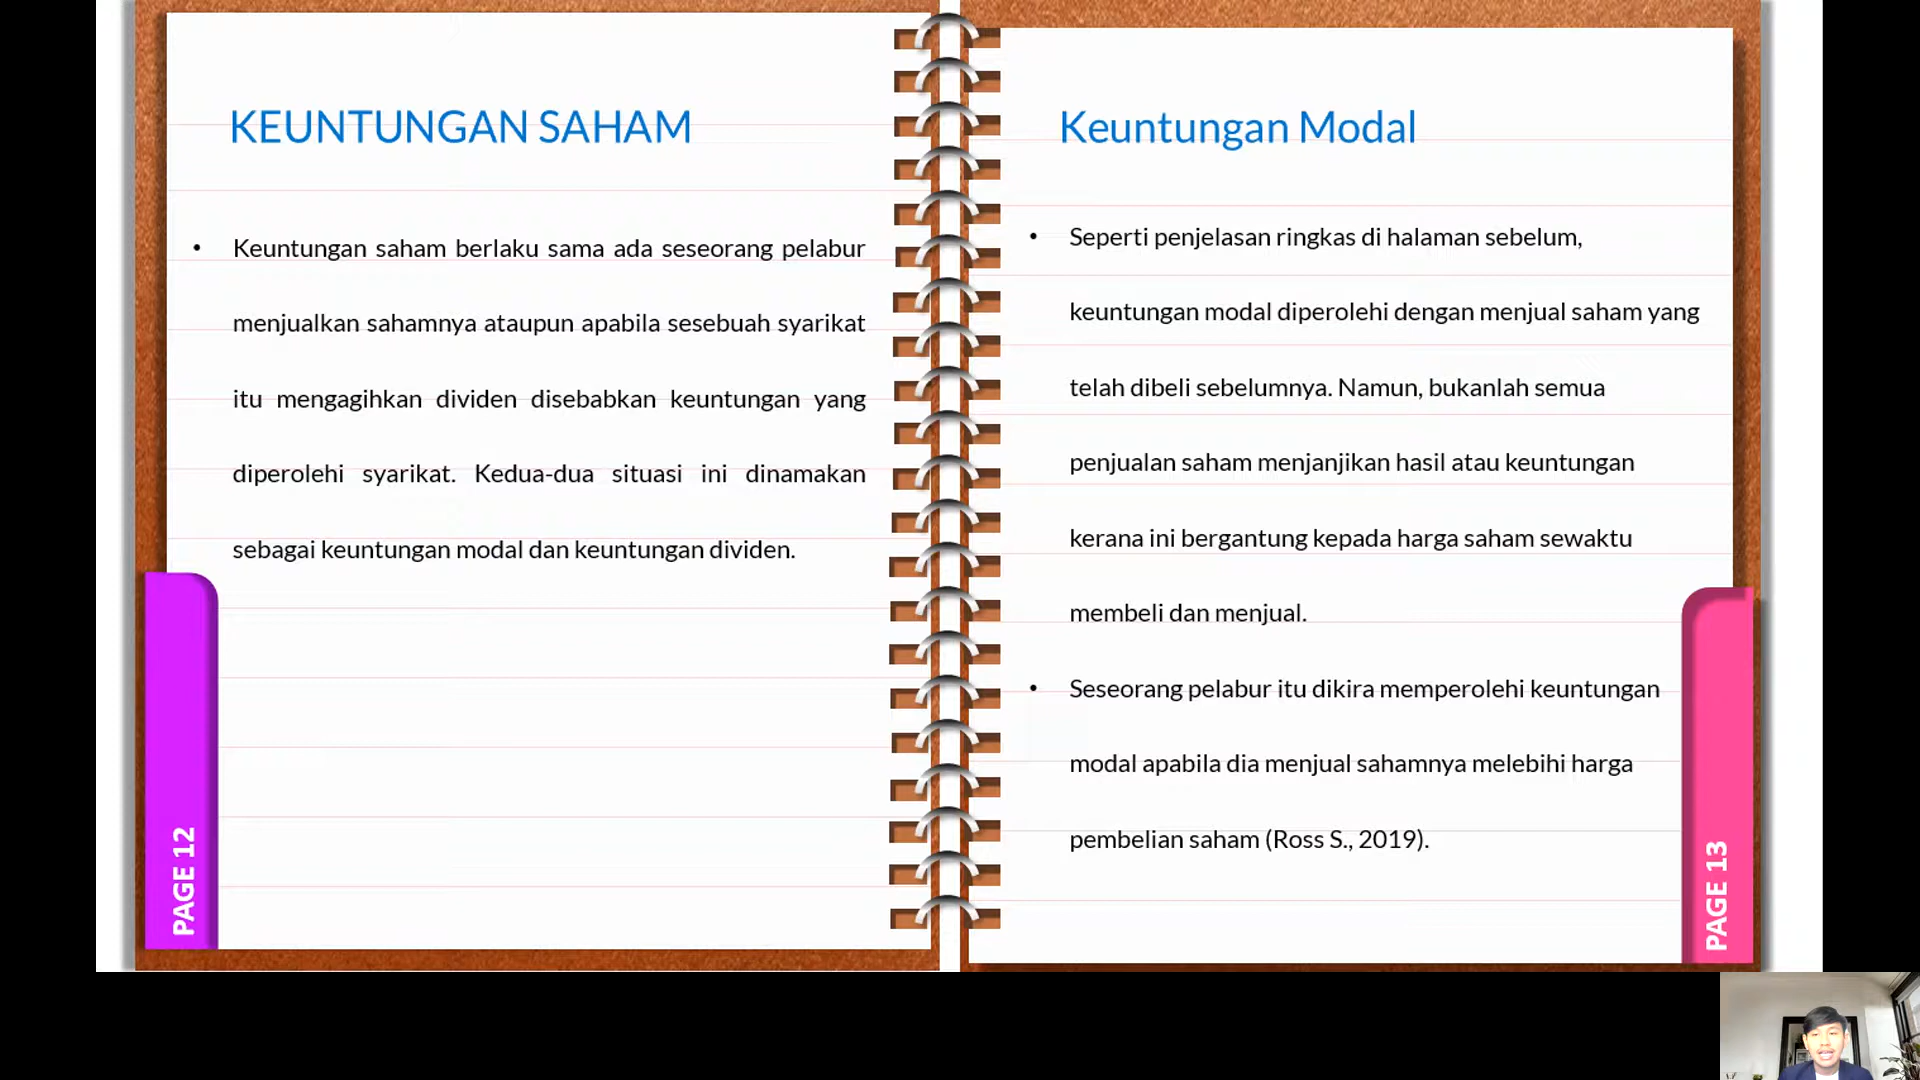 KEUNTUNGAN SAHAM
• Keuntungan saham berlaku sama ada seseorang pelabur
menjualkan sahamnya ataupun apabila sesebuah syarikat
itu mengagihkan dividen disebabkan keuntungan yang
diperolehi syarikat. Kedua-dua situasi ini dinamakan
sebagai keuntungan modal dan keuntungan dividen.
PAGE 12
Keuntungan Modal
• Seperti penjelasan ringkas di halaman sebelum,
keuntungan modal diperolehi dengan menjual saham yang
telah dibeli sebelumnya. Namun, bukanlah semua
penjualan saham menjanjikan hasil atau keuntungan
kerana ini bergantung kepada harga saham sewaktu
membeli dan menjual.
• Seseorang pelabur itu dikira memperolehi keuntungan
modal apabila dia menjual sahamnya melebihi harga
pembelian saham (Ross S., 2019).
PAGE 13